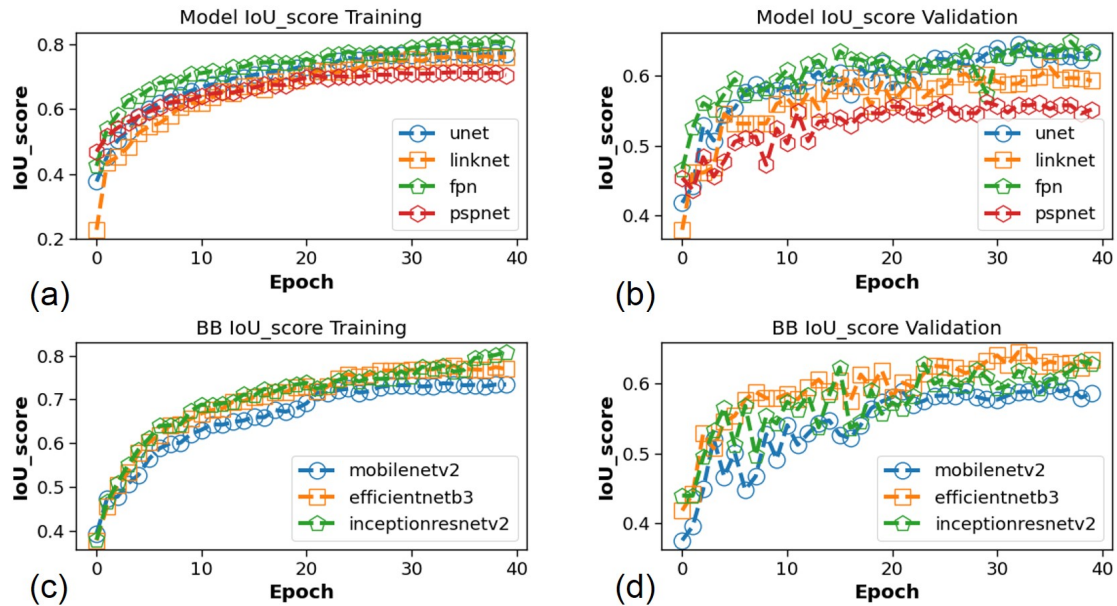 Model IoU_score Training
IoU_score
0.8
0.6
0.4
0.2
unet
linknet
fpn
pspnet
0 10 20 30 40
Epoch
(a)
Model IoU_score Validation
IoU_score
0.6
0.5
0.4
unet
linknet
fpn
pspnet
0 10 20 30 40
Epoch
(b)
BB IoU_score Training
IoU_score
0.8
0.7
0.6
0.5
0.4
mobilenetv2
efficientnetb3
inceptionresnetv2
0 10 20 30 40
Epoch
(c)
BB IoU_score Validation
IoU_score
0.6
0.5
0.4
mobilenetv2
efficientnetb3
inceptionresnetv2
0 10 20 30 40
Epoch
(d)